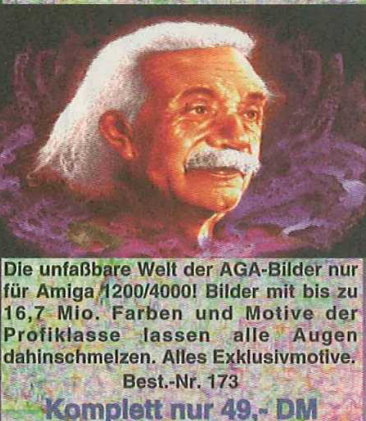 Die unfaßbare Welt der AGA-Bilder nur
für Amiga 1200/4000! Bilder mit bis zu
16,7 Mio. Farben und Motive der
Profiklasse lassen alle Augen
dahinschmelzen. Alles Exklusivmotive.
Best.-Nr. 173
Komplett nur 49,- DM